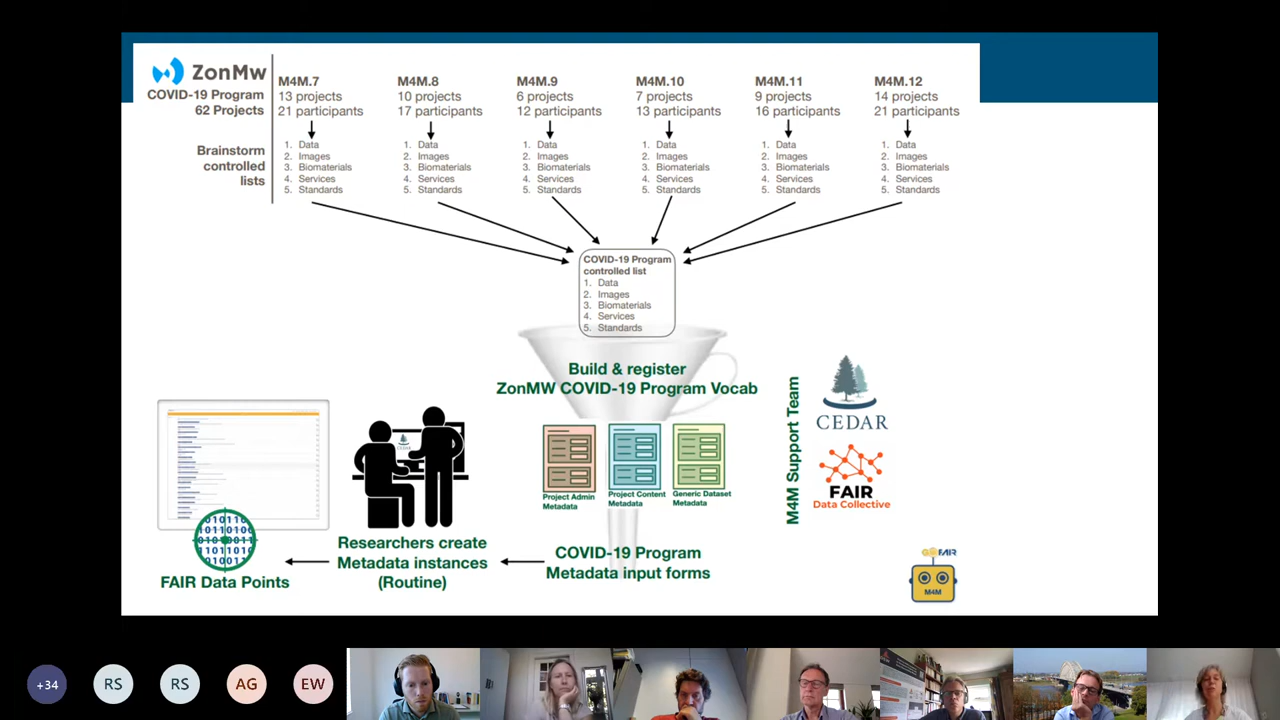 ZonMw
COVID-19 Program
62 Projects
M4M.7
13 projects
21 participants
M4M.8
10 projects
17 participants
M4M.9
6 projects
12 participants
M4M.10
7 projects
13 participants
M4M.11
9 projects
16 participants
M4M.12
14 projects
21 participants
Brainstorm
controlled
lists
1. Data
2. Images
3. Biomaterials
4. Services
5. Standards
1. Data
2. Images
3. Biomaterials
4. Services
5. Standards
1. Data
2. Images
3. Biomaterials
4. Services
5. Standards
1. Data
2. Images
3. Biomaterials
4. Services
5. Standards
1. Data
2. Images
3. Biomaterials
4. Services
5. Standards
1. Data
2. Images
3. Biomaterials
4. Services
5. Standards
COVID-19 Program
controlled list
1. Data
2. Images
3. Biomaterials
4. Services
5. Standards
Build & register
ZonMW COVID-19 Program Vocab
Project Admin
Metadata
Project Content
Metadata
Generic Dataset
Metadata
M4M Support Team
CEDAR
FAIR
Data Collective
CEDAR
COVID-19 Program
Metadata input forms
Researchers create
Metadata instances
(Routine)
FAIR Data Points
GO FAIR
M4M
+34
RS
RS
AG
EW